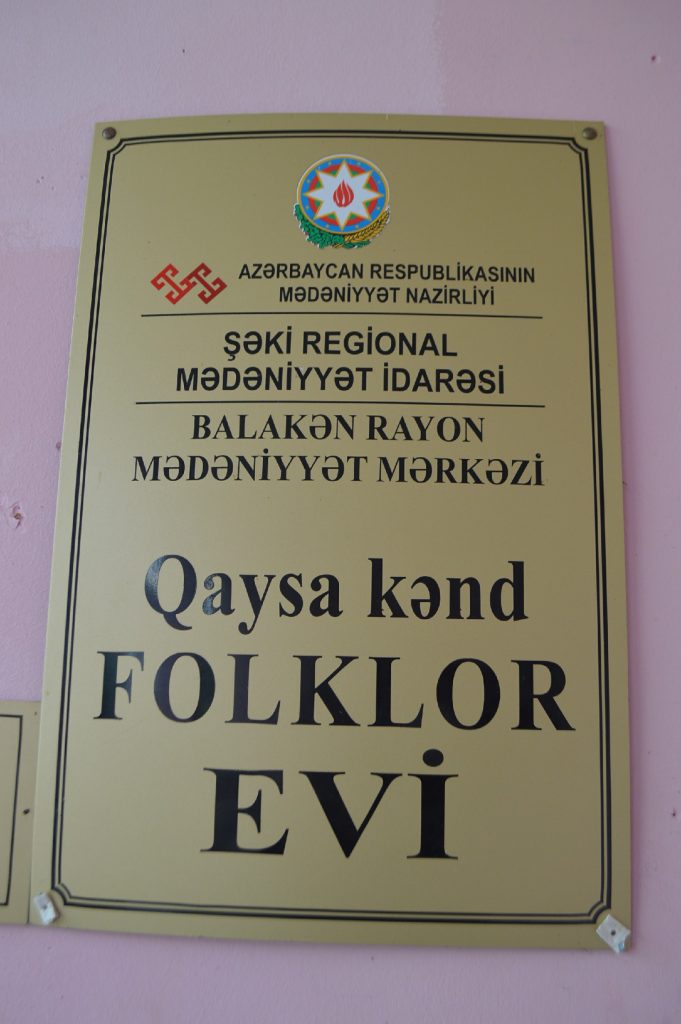 AZƏRBAYCAN RESPUBLİKASININ
MƏDƏNİYYƏT NAZİRLİYİ
ŞƏKİ REGİONAL
MƏDƏNİYYƏT İDARƏSİ
BALAKƏN RAYON
MƏDƏNİYYƏT MƏRKƏZİ
Qaysa kənd
FOLKLOR
EVİ